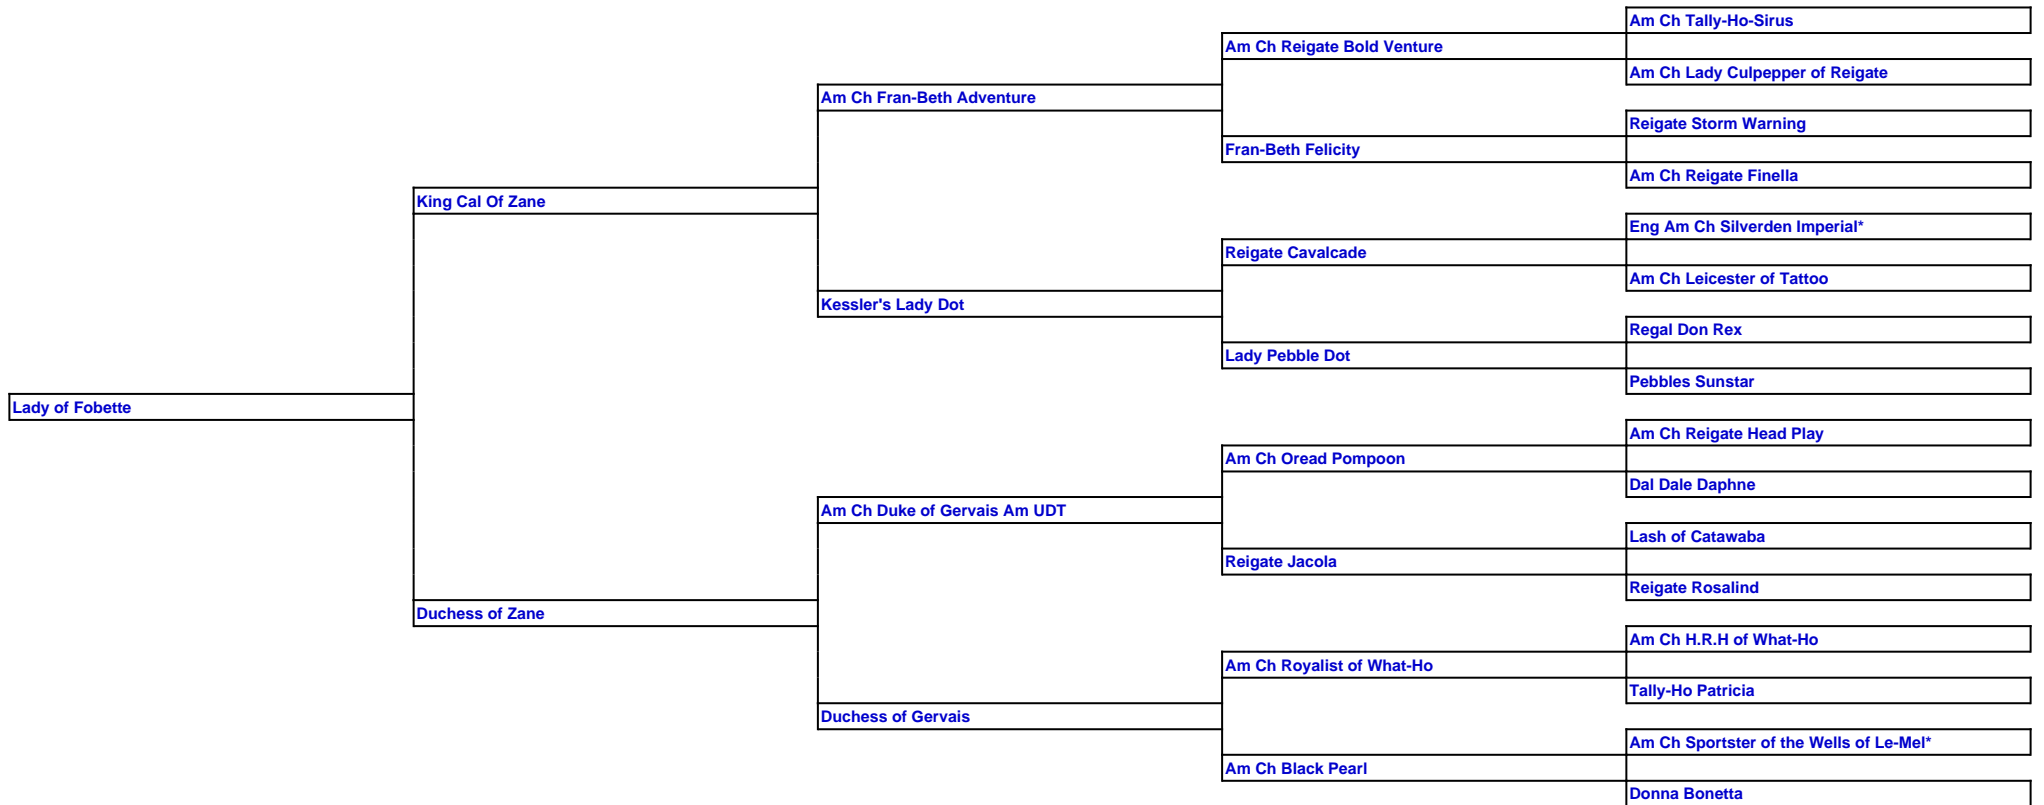 Am Ch Tally-Ho-Sirus
Am Ch Reigate Bold Venture
Am Ch Lady Culpepper of Reigate
Am Ch Fran-Beth Adventure
Reigate Storm Warning
Fran-Beth Felicity
Am Ch Reigate Finella
King Cal Of Zane
Eng Am Ch Silverden Imperial*
Reigate Cavalcade
Am Ch Leicester of Tattoo
Kessler's Lady Dot
Regal Don Rex
Lady Pebble Dot
Pebbles Sunstar
Lady of Fobette
Am Ch Reigate Head Play
Am Ch Oread Pompoon
Dal Dale Daphne
Am Ch Duke of Gervais Am UDT
Lash of Catawaba
Reigate Jacola
Reigate Rosalind
Duchess of Zane
Am Ch H.R.H of What-Ho
Am Ch Royalist of What-Ho
Tally-Ho Patricia
Duchess of Gervais
Am Ch Sportster of the Wells of Le-Mel*
Am Ch Black Pearl
Donna Bonetta